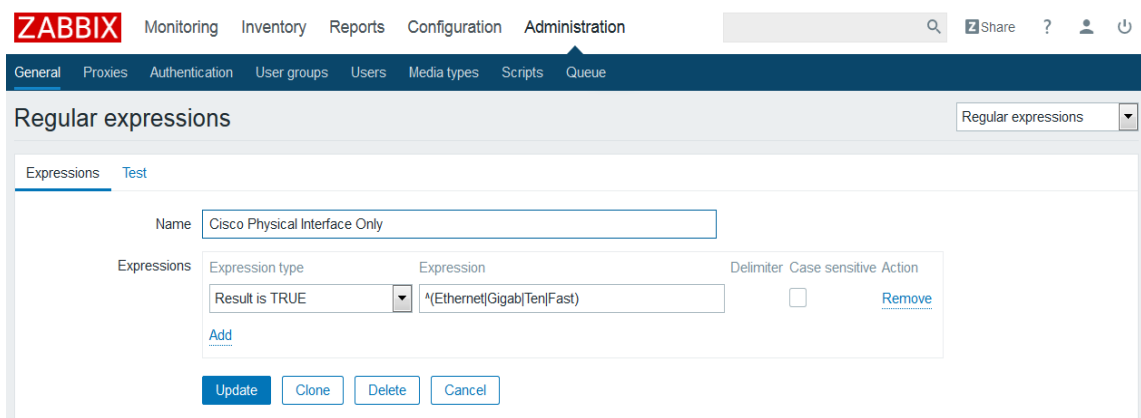 ZABBIX Monitoring Inventory Reports Configuration Administration Z Share ?
General Proxies Authentication User groups Users Media types Scripts Queue
Regular expressions Regular expressions
Expressions Test
Name Cisco Physical Interface Only
Expressions Expression type Expression Delimiter Case sensitive Action
Result is TRUE ^(Ethernet|Gigab|Ten|Fast) Remove
Add
Update Clone Delete Cancel